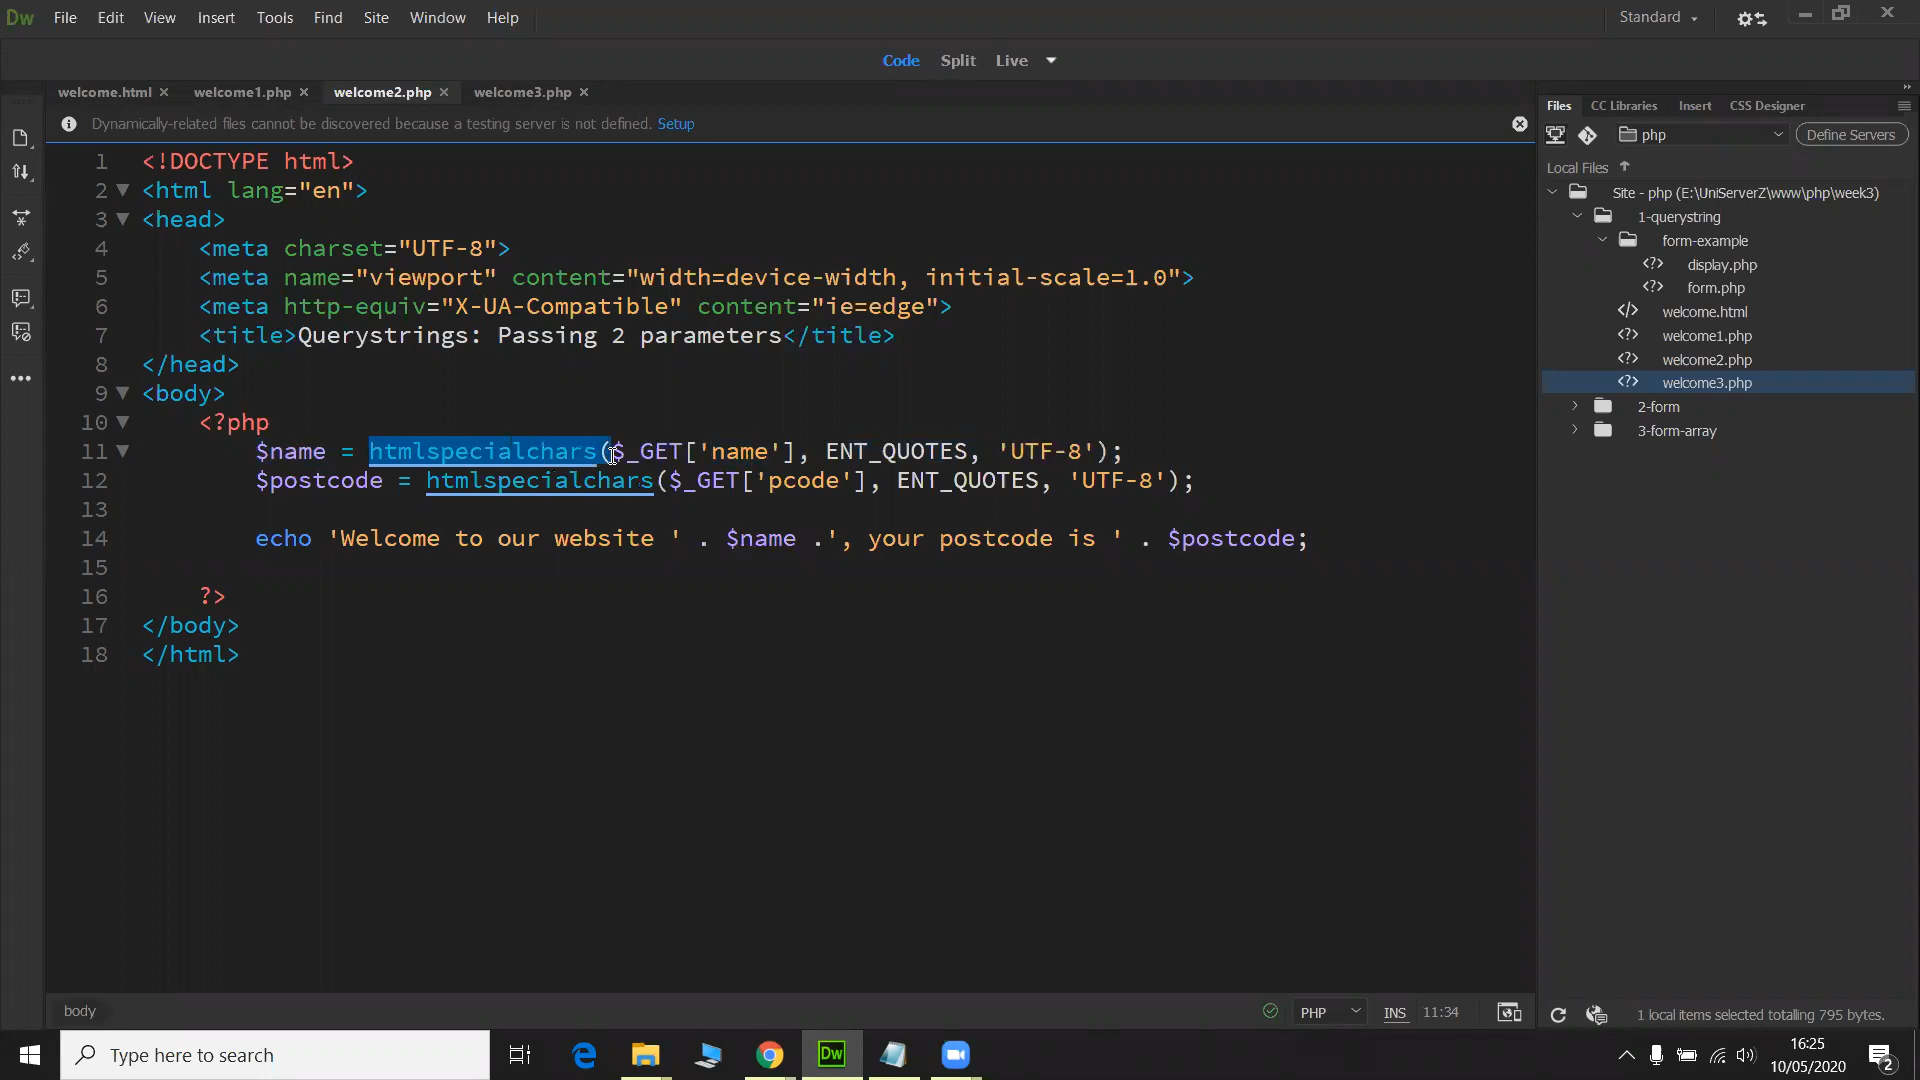 Dw File Edit View Insert Tools Find Site Window Help Standard
Code Split Live
welcome.html welcome1.php welcome2.php welcome3.php
Dynamically-related files cannot be discovered because a testing server is not defined. Setup
1 <!DOCTYPE html>
2 <html lang="en">
3 <head>
4 <meta charset="UTF-8">
5 <meta name="viewport" content="width=device-width, initial-scale=1.0">
6 <meta http-equiv="X-UA-Compatible" content="ie=edge">
7 <title>Querystrings: Passing 2 parameters</title>
8 </head>
9 <body>
10 <?php
11 $name = htmlspecialchars($_GET['name'], ENT_QUOTES, 'UTF-8');
12 $postcode = htmlspecialchars($_GET['pcode'], ENT_QUOTES, 'UTF-8');
13
14 echo 'Welcome to our website ' . $name .', your postcode is ' . $postcode;
15
16 ?>
17 </body>
18 </html>
body PHP INS 11:34
Files CC Libraries Insert CSS Designer
php Define Servers
Local Files
Site - php (E:\UniServerZ\www\php\week3)
1-querystring
form-example
display.php
form.php
welcome.html
welcome1.php
welcome2.php
welcome3.php
2-form
3-form-array
1 local items selected totalling 795 bytes.
Type here to search
Dw
16:25
10/05/2020
2